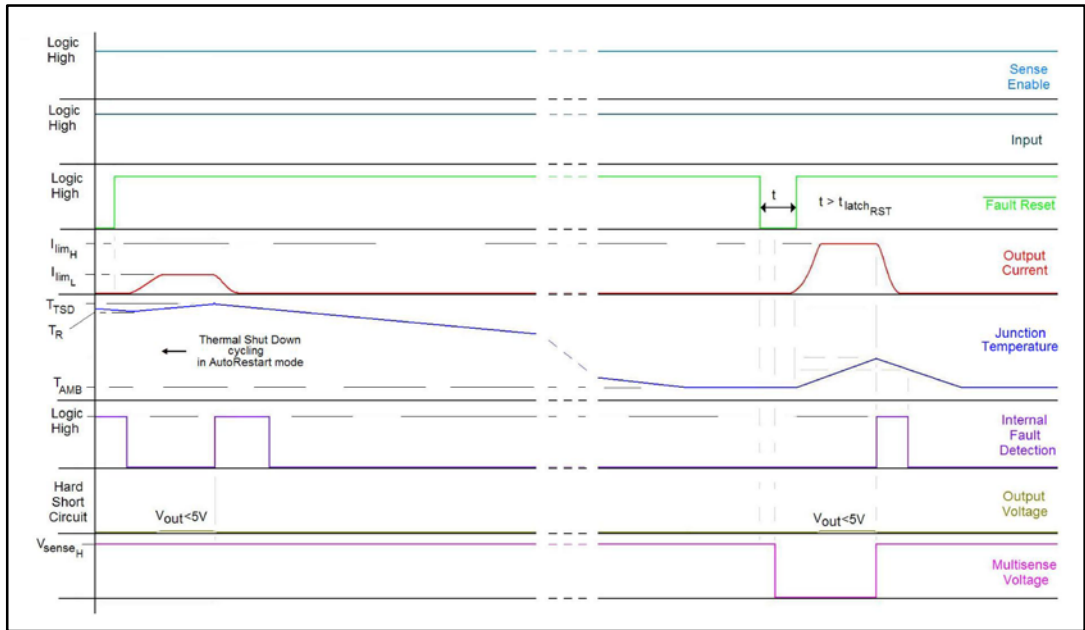 Logic
High
Sense
Enable
Logic
High
Input
Logic
High
t
t > tlatchRST
Fault Reset
IlimH
IlimL
Output
Current
TTSD
TR
Thermal Shut Down
cycling
in AutoRestart mode
Junction
Temperature
TAMB
Logic
High
Internal
Fault
Detection
Hard
Short
Circuit
Vout<5V
Vout<5V
Output
Voltage
VsenseH
Multisense
Voltage